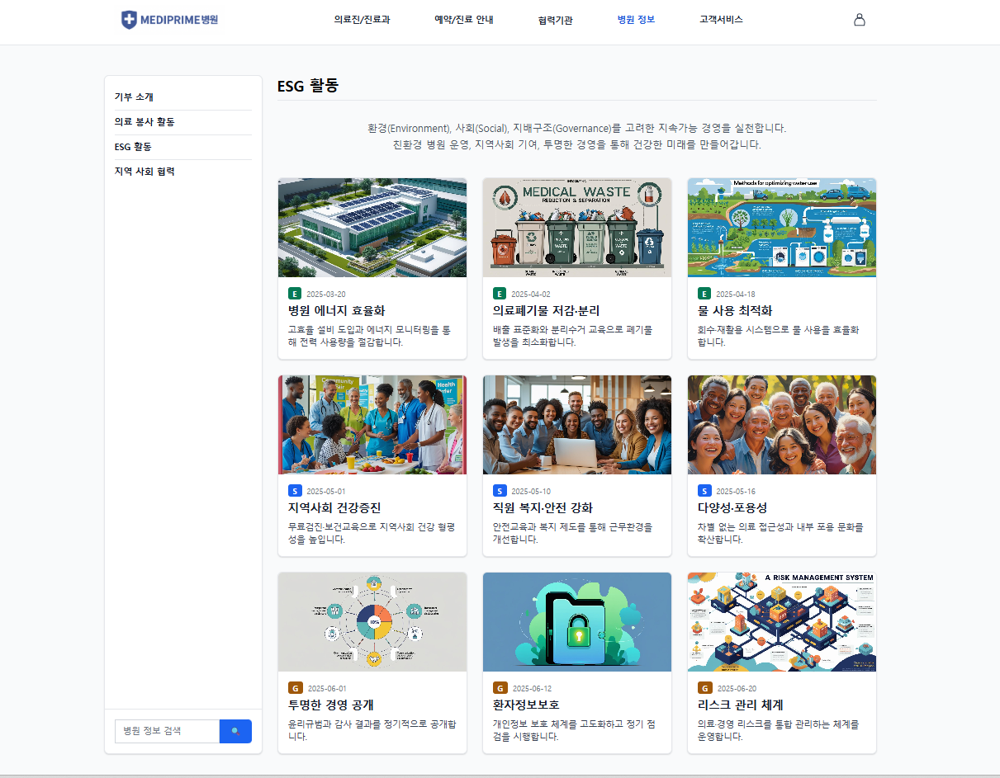 MEDIPRIME병원
의료진/진료과
예약/진료 안내
협력기관
병원 정보
고객서비스
기부 소개
의료 봉사 활동
ESG 활동
지역 사회 협력
병원 정보 검색
ESG 활동
환경(Environment), 사회(Social), 지배구조(Governance)를 고려한 지속가능 경영을 실천합니다.
친환경 병원 운영, 지역사회 기여, 투명한 경영을 통해 건강한 미래를 만들어갑니다.
E 2025-03-20
병원 에너지 효율화
고효율 설비 도입과 에너지 모니터링을 통
해 전력 사용량을 절감합니다.
MEDICAL WASTE
REDUCTION & SEPARATION
WASTE
WASTE
E 2025-04-02
의료폐기물 저감·분리
배출 표준화와 분리수거 교육으로 폐기물
발생을 최소화합니다.
Methods for optimizing water use
E 2025-04-18
물 사용 최적화
회수·재활용 시스템으로 물 사용을 효율화
합니다.
Community
Health
S 2025-05-01
지역사회 건강증진
무료검진·보건교육으로 지역사회 건강 형평
성을 높입니다.
S 2025-05-10
직원 복지·안전 강화
안전교육과 복지 제도를 통해 근무환경을
개선합니다.
S 2025-05-16
다양성·포용성
차별 없는 의료 접근성과 내부 포용 문화를
확산합니다.
G 2025-06-01
투명한 경영 공개
윤리규범과 감사 결과를 정기적으로 공개합
니다.
G 2025-06-12
환자정보보호
개인정보 보호 체계를 고도화하고 정기 점
검을 시행합니다.
A RISK MANAGEMENT SYSTEM
G 2025-06-20
리스크 관리 체계
의료·경영 리스크를 통합 관리하는 체계를
운영합니다.